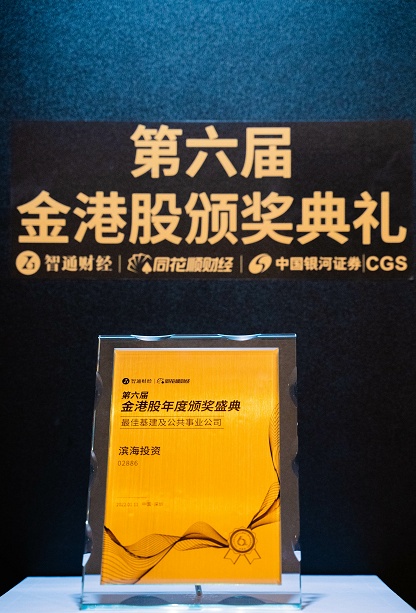 第六届
金港股颁奖典礼
智通财经 | 同花顺财经 | 中国银河证券|CGS
智通财经 | 同花顺财经
第六届
金港股年度颁奖盛典
最佳基建及公共事业公司
滨海投资
02886